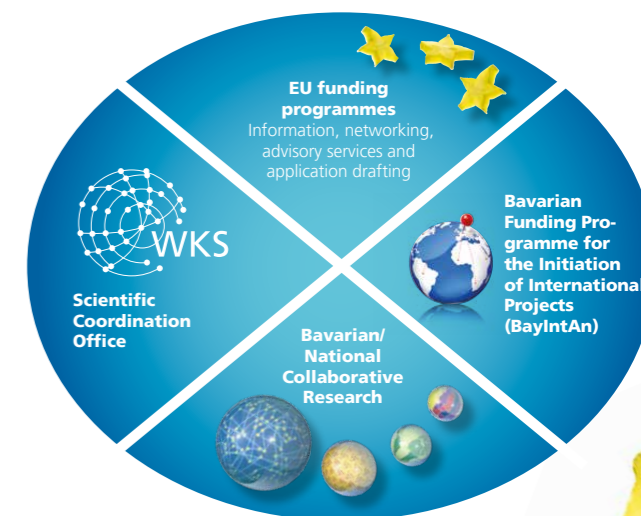 EU funding
programmes
Information, networking,
advisory services and
application drafting
WKS
Scientific
Coordination
Office
Bavarian
Funding Pro-
gramme for
the Initiation
of International
Projects
(BayIntAn)
Bavarian/
National
Collaborative
Research